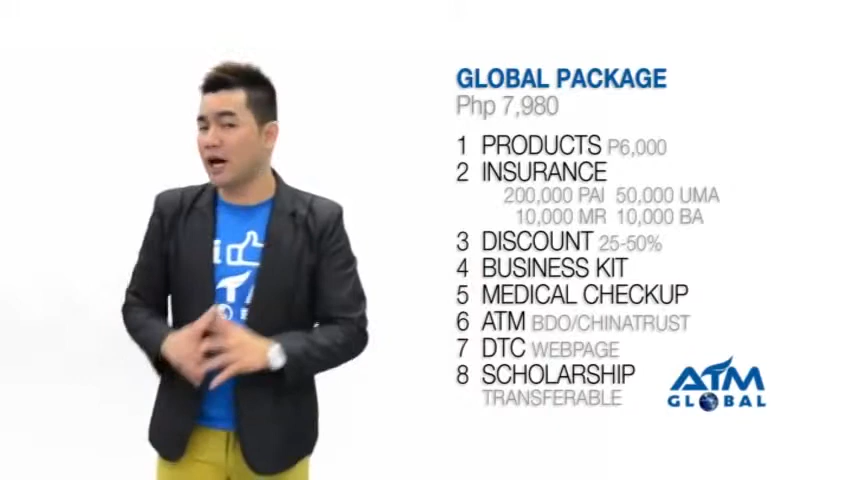 GLOBAL PACKAGE
Php 7,980
1 PRODUCTS P6,000
2 INSURANCE
200,000 PAI 50,000 UMA
10,000 MR 10,000 BA
3 DISCOUNT 25-50%
4 BUSINESS KIT
5 MEDICAL CHECKUP
6 ATM BDO/CHINATRUST
7 DTC WEBPAGE
8 SCHOLARSHIP
TRANSFERABLE
ATM
GLOBAL